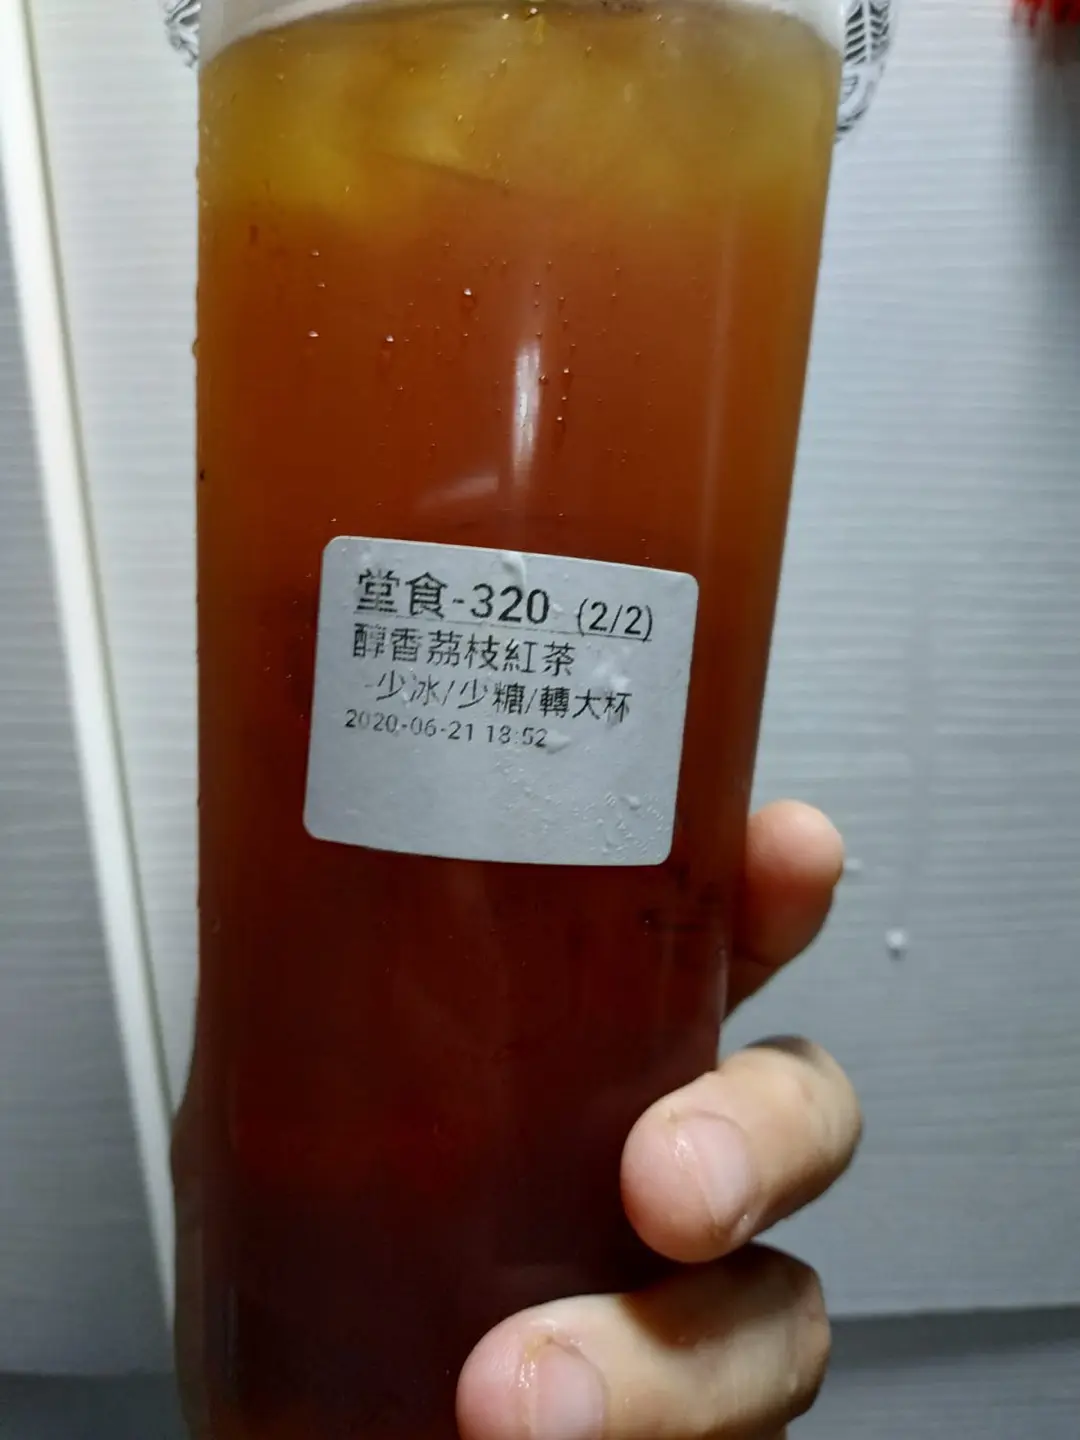 堂食-320 (2/2)
醇香荔枝紅茶
-少冰/少糖/轉大杯
2020-06-21 18:52